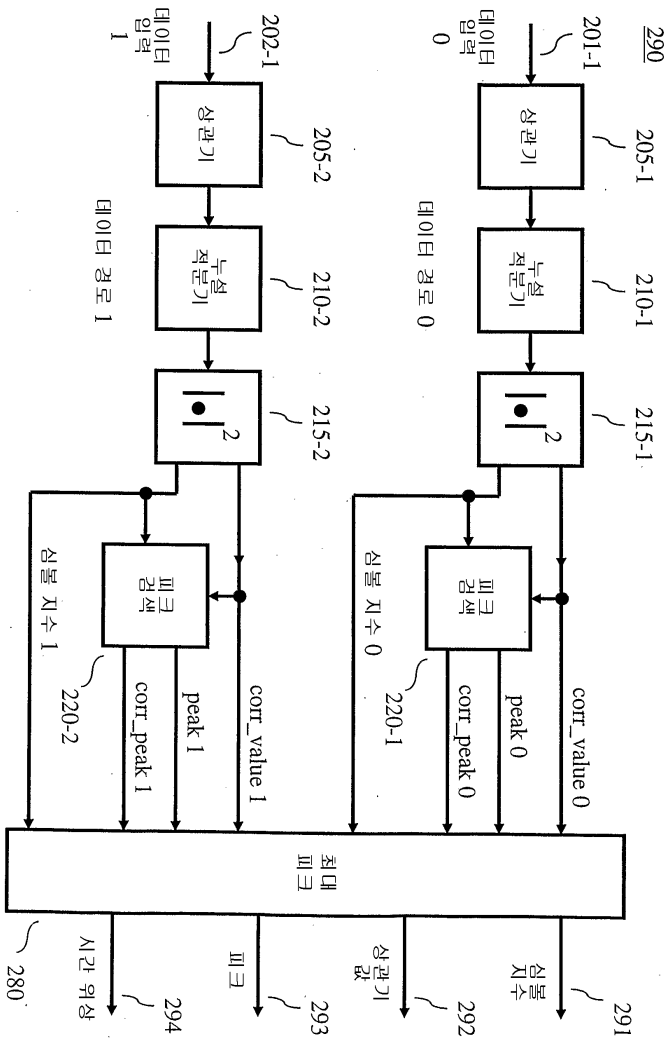 290
201-1
데이터
입력
0
상관기
205-1
누설
적분기
210-1
데이터 경로 0
|•|²
215-1
심볼 지수 0
피크
검색
220-1
corr_value 0
peak 0
corr_peak 0
202-1
데이터
입력
1
상관기
205-2
누설
적분기
210-2
데이터 경로 1
|•|²
215-2
심볼 지수 1
피크
검색
220-2
corr_value 1
peak 1
corr_peak 1
최대
피크
280
심볼
지수
291
상관기
값
292
피크
293
시간 위상
294